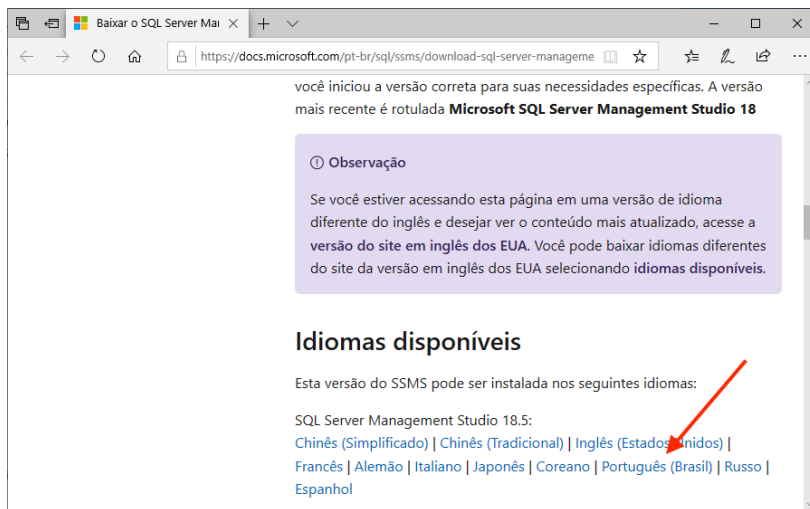 Baixar o SQL Server Mai
https://docs.microsoft.com/pt-br/sql/ssms/download-sql-server-manageme
você iniciou a versão correta para suas necessidades específicas. A versão
mais recente é rotulada Microsoft SQL Server Management Studio 18
Observação
Se você estiver acessando esta página em uma versão de idioma
diferente do inglês e desejar ver o conteúdo mais atualizado, acesse a
versão do site em inglês dos EUA. Você pode baixar idiomas diferentes
do site da versão em inglês dos EUA selecionando idiomas disponíveis.
Idiomas disponíveis
Esta versão do SSMS pode ser instalada nos seguintes idiomas:
SQL Server Management Studio 18.5:
Chinês (Simplificado) | Chinês (Tradicional) | Inglês (Estados Unidos) |
Francês | Alemão | Italiano | Japonês | Coreano | Português (Brasil) | Russo |
Espanhol